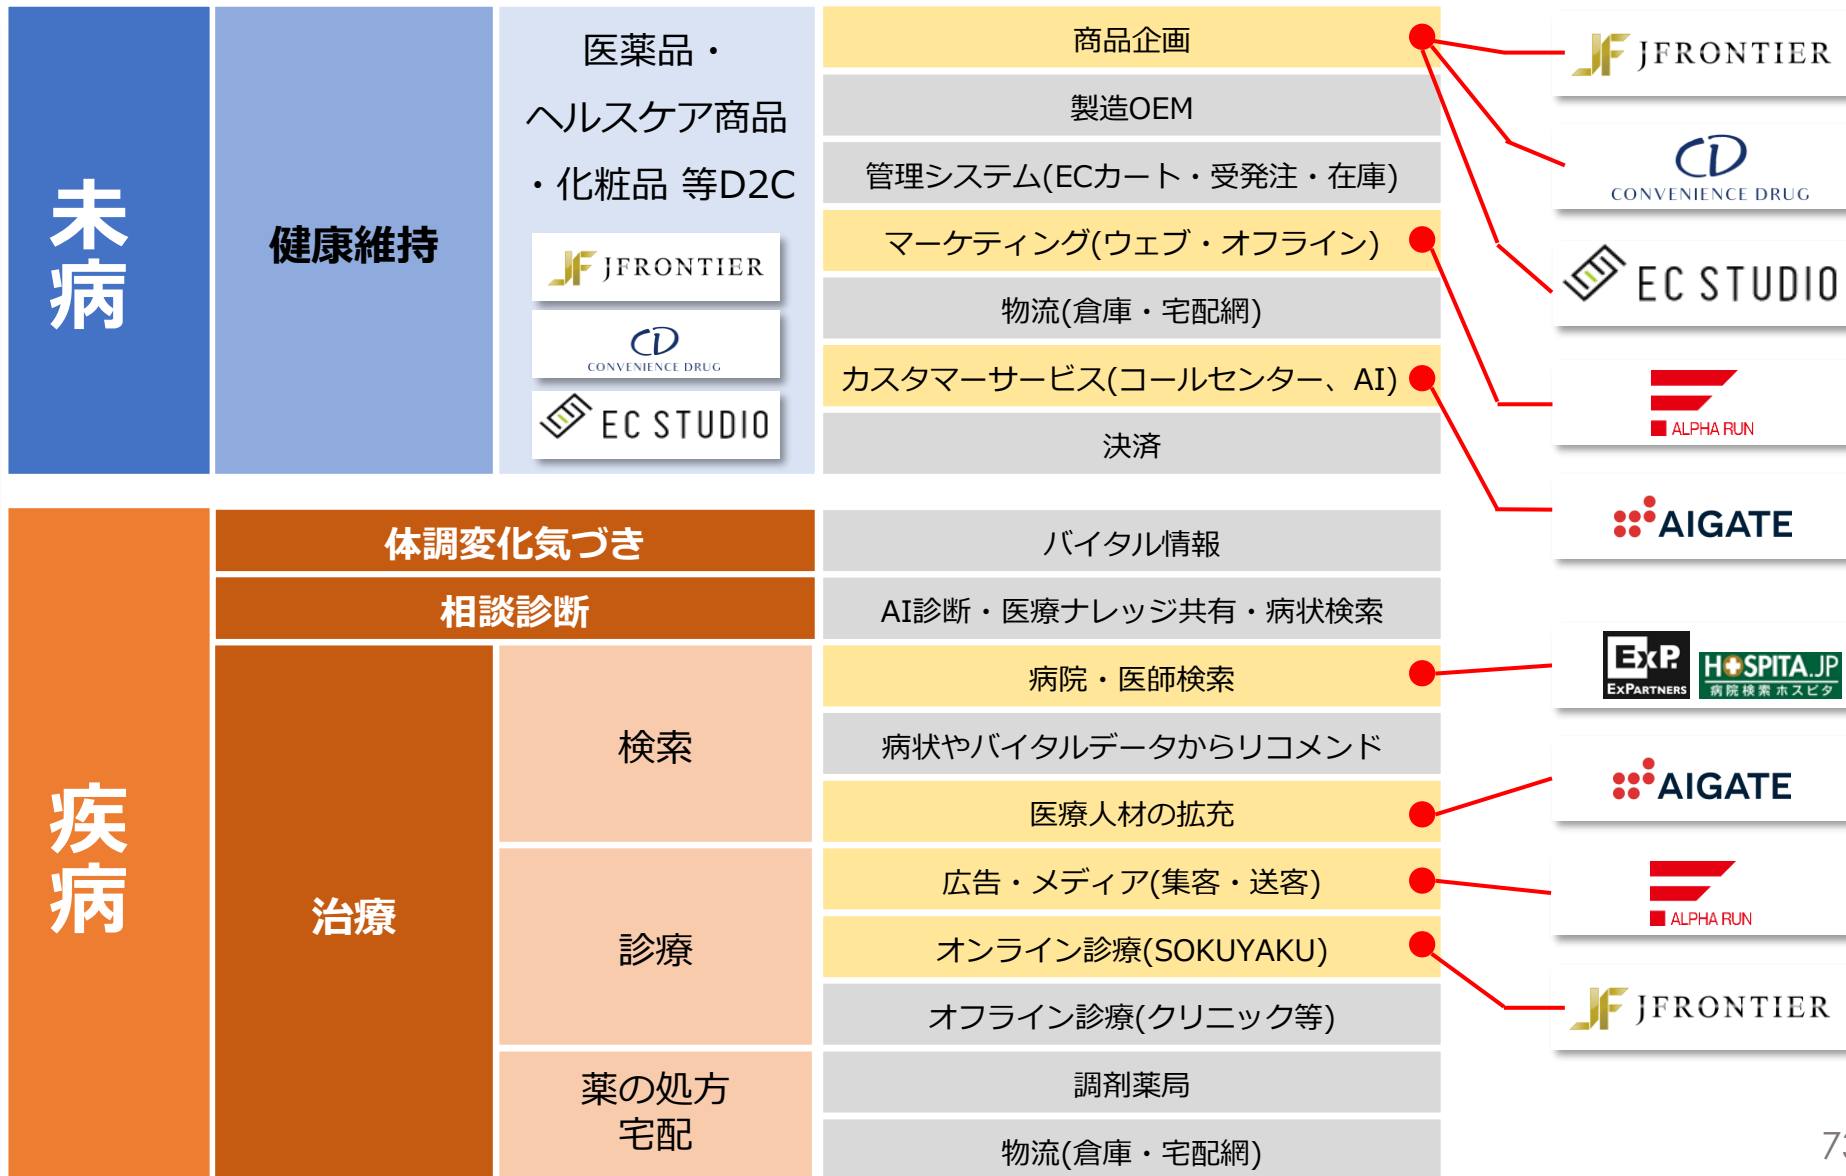 未病
健康維持
医薬品・
ヘルスケア商品
・化粧品 等D2C
JF JFRONTIER
CD
CONVENIENCE DRUG
EC STUDIO
商品企画
製造OEM
管理システム(ECカート・受発注・在庫)
マーケティング(ウェブ・オフライン)
物流(倉庫・宅配網)
カスタマーサービス(コールセンター、AI)
決済
JF JFRONTIER
CD
CONVENIENCE DRUG
EC STUDIO
ALPHA RUN
AIGATE
疾病
体調変化気づき
バイタル情報
相談診断
AI診断・医療ナレッジ共有・病状検索
治療
検索
病院・医師検索
病状やバイタルデータからリコメンド
医療人材の拡充
診療
広告・メディア(集客・送客)
オンライン診療(SOKUYAKU)
オフライン診療(クリニック等)
薬の処方
宅配
調剤薬局
物流(倉庫・宅配網)
ExP.
EXPARTNERS
HOSPITA.JP
病院検索ホスピタ
AIGATE
ALPHA RUN
JF JFRONTIER